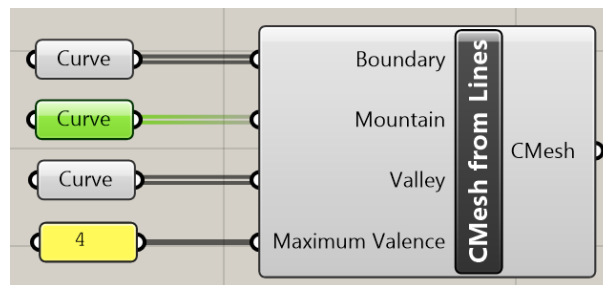 Curve
Boundary
Curve
Mountain
Curve
Valley
4
Maximum Valence
CMesh from Lines
CMesh